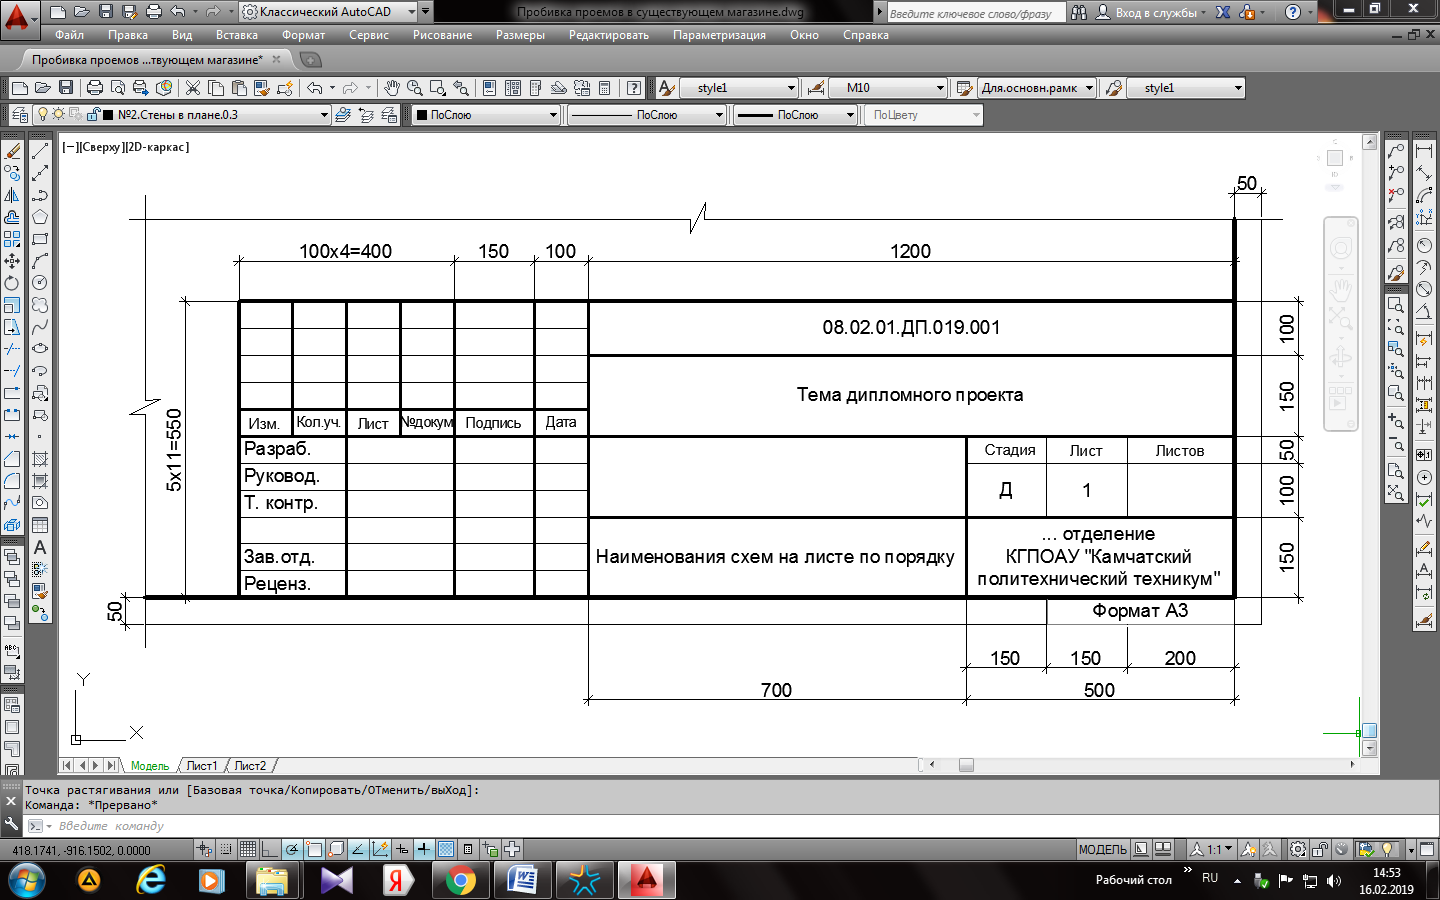 Классический AutoCAD
Пробивка проемов в существующем магазине.dwg
Введите ключевое слово/фразу
Вход в службы
Файл Правка Вид Вставка Формат Сервис Рисование Размеры Редактировать Параметризация Окно Справка
Пробивка проемов ...твующем магазине*
style1 М10 Для.основн.рамк style1
№2.Стены в плане.0.3 ПоСлою ПоСлою ПоСлою ПоЦвету
[−][Сверху][2D-каркас]
50
100х4=400 150 100 1200
08.02.01.ДП.019.001
100
Тема дипломного проекта
150
Изм. Кол.уч. Лист №докум Подпись Дата
5х11=550
Разраб.
Стадия Лист Листов
50
Руковод.
Д 1
100
Т. контр.
... отделение
Зав.отд.
Наименования схем на листе по порядку
КГПОАУ "Камчатский
150
Реценз.
политехнический техникум"
50
Формат А3
150 150 200
700 500
Y
X
Модель Лист1 Лист2
Точка растягивания или [Базовая точка/Копировать/ОТменить/выХод]:
Команда: *Прервано*
Введите команду
418.1741, -916.1502, 0.0000
МОДЕЛЬ
1:1
Рабочий стол
RU
14:53
16.02.2019